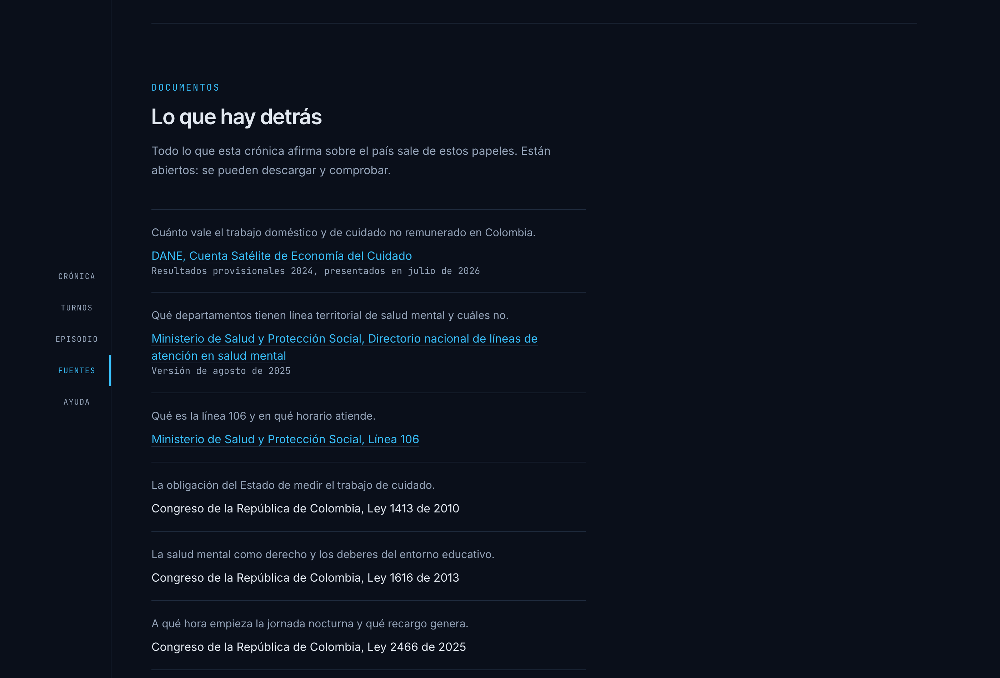 DOCUMENTOS
Lo que hay detrás
Todo lo que esta crónica afirma sobre el país sale de estos papeles. Están
abiertos: se pueden descargar y comprobar.
Cuánto vale el trabajo doméstico y de cuidado no remunerado en Colombia.
DANE, Cuenta Satélite de Economía del Cuidado
Resultados provisionales 2024, presentados en julio de 2026
Qué departamentos tienen línea territorial de salud mental y cuáles no.
Ministerio de Salud y Protección Social, Directorio nacional de líneas de
atención en salud mental
Versión de agosto de 2025
Qué es la línea 106 y en qué horario atiende.
Ministerio de Salud y Protección Social, Línea 106
La obligación del Estado de medir el trabajo de cuidado.
Congreso de la República de Colombia, Ley 1413 de 2010
La salud mental como derecho y los deberes del entorno educativo.
Congreso de la República de Colombia, Ley 1616 de 2013
A qué hora empieza la jornada nocturna y qué recargo genera.
Congreso de la República de Colombia, Ley 2466 de 2025
CRÓNICA
TURNOS
EPISODIO
FUENTES
AYUDA